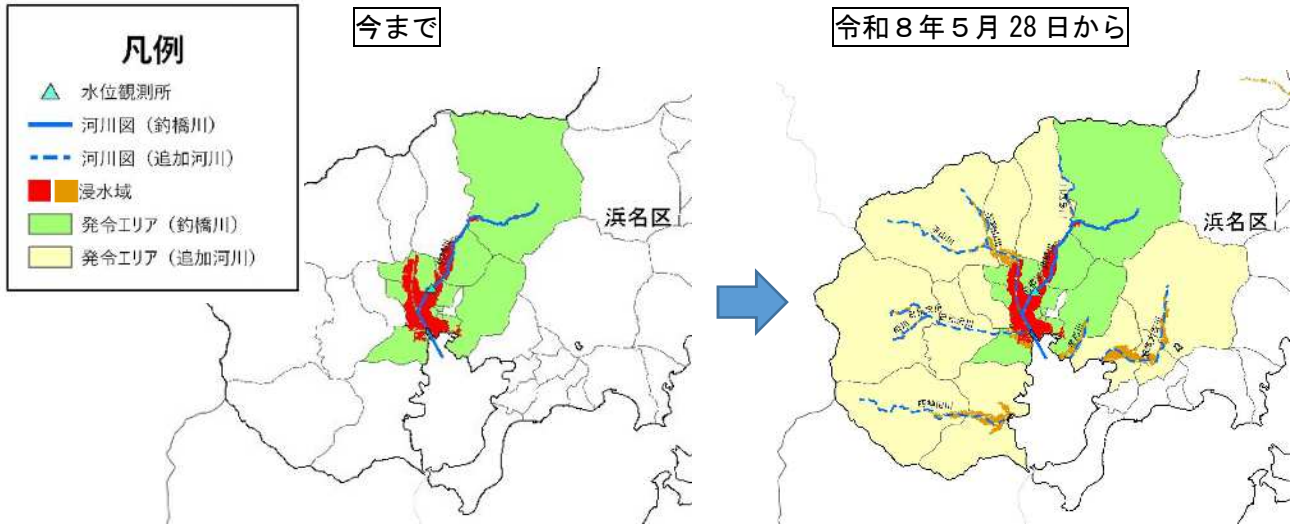 今まで
令和８年５月 28 日から
凡例
水位観測所
河川図（釣橋川）
河川図（追加河川）
浸水域
発令エリア（釣橋川）
発令エリア（追加河川）
浜名区
浜名区